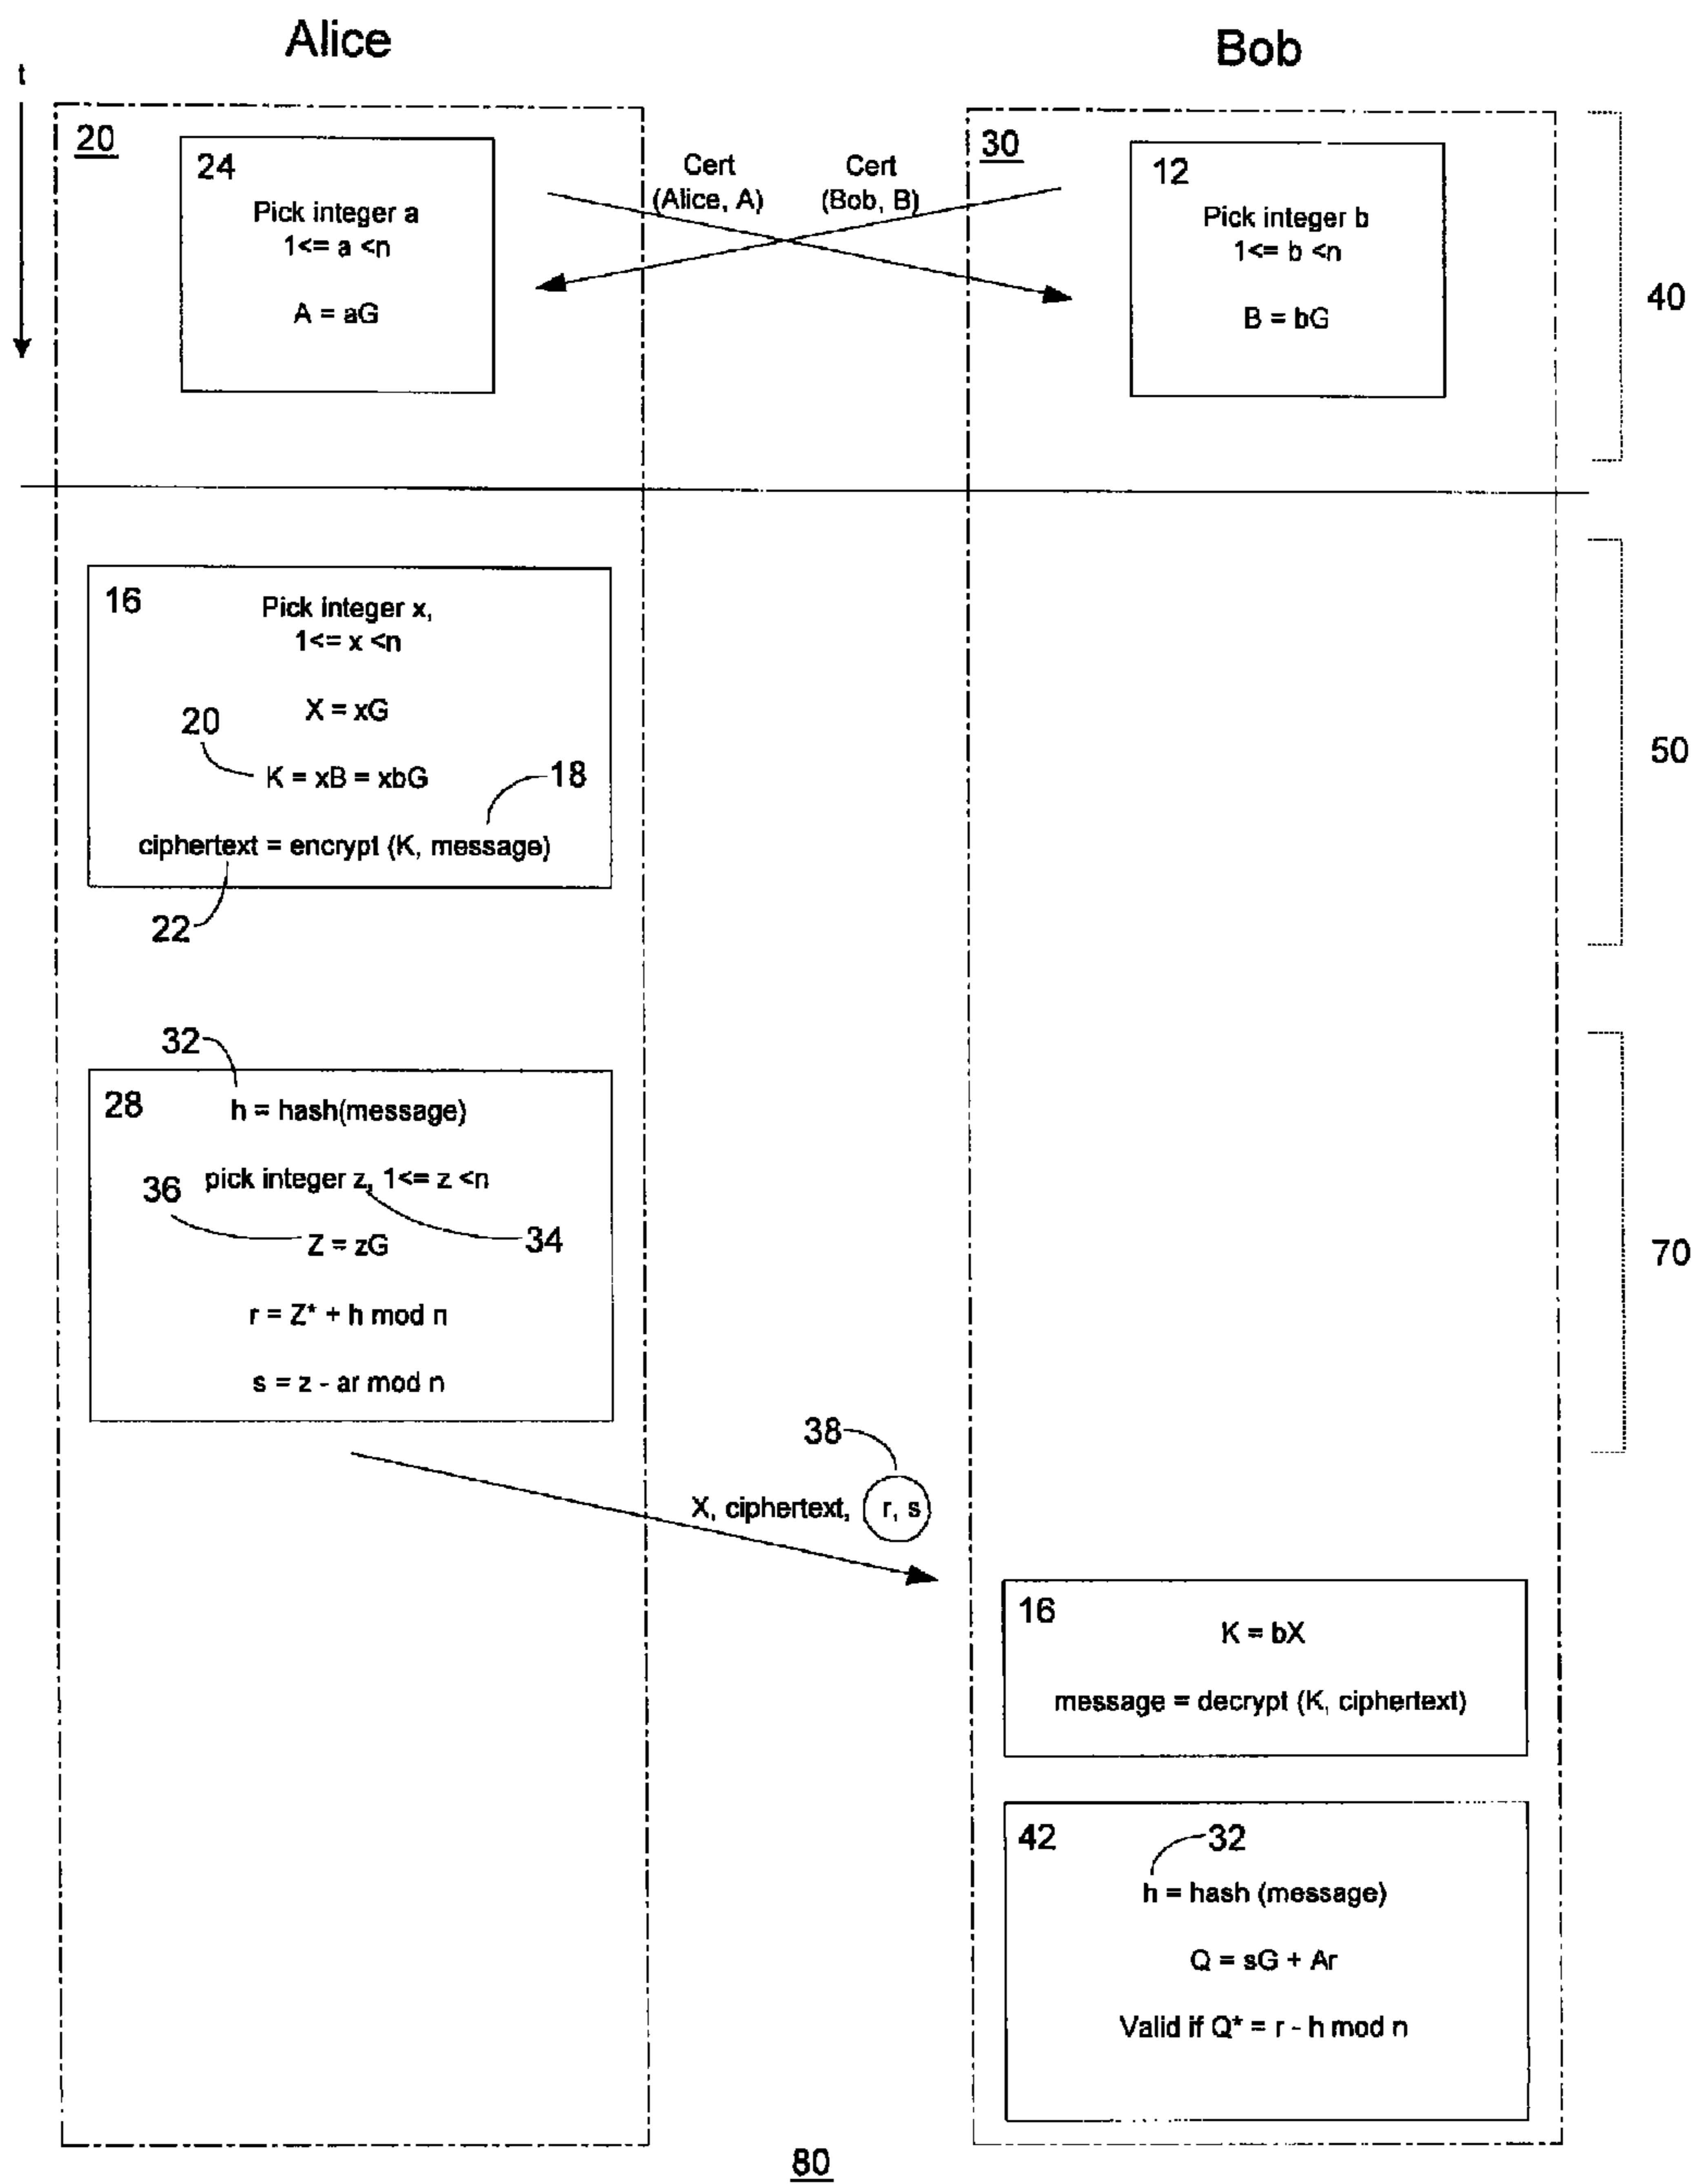 Alice
Bob
t
20
24
Pick integer a
1<= a <n
A = aG
Cert
(Alice, A)
Cert
(Bob, B)
30
12
Pick integer b
1<= b <n
B = bG
40
16
Pick integer x,
1<= x <n
X = xG
20
K = xB = xbG
18
ciphertext = encrypt (K, message)
22
50
32
28
h = hash(message)
pick integer z, 1<= z <n
36
Z = zG
34
r = Z* + h mod n
s = z - ar mod n
70
38
X, ciphertext, r, s
16
K = bX
message = decrypt (K, ciphertext)
42
32
h = hash (message)
Q = sG + Ar
Valid if Q* = r - h mod n
80